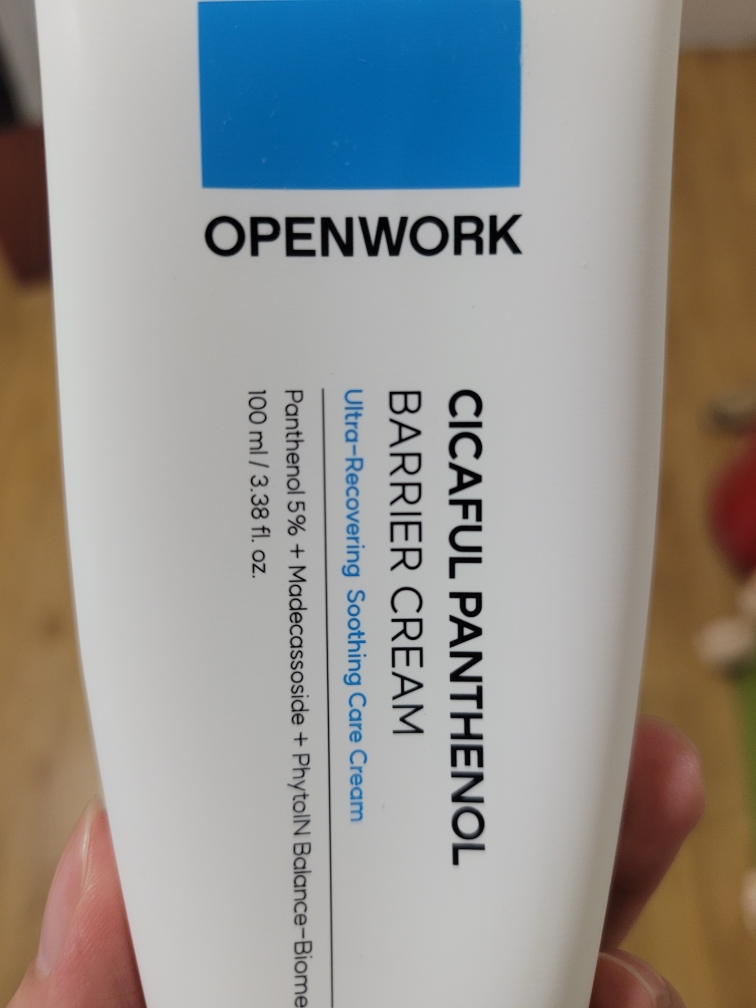 OPENWORK
CICAFUL PANTHENOL
BARRIER CREAM
Ultra-Recovering Soothing Care Cream
Panthenol 5% + Madecassoside + PhytoIN Balance-Biome
100 ml / 3.38 fl. oz.